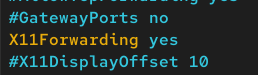 #GatewayPorts no
X11Forwarding yes
#X11DisplayOffset 10